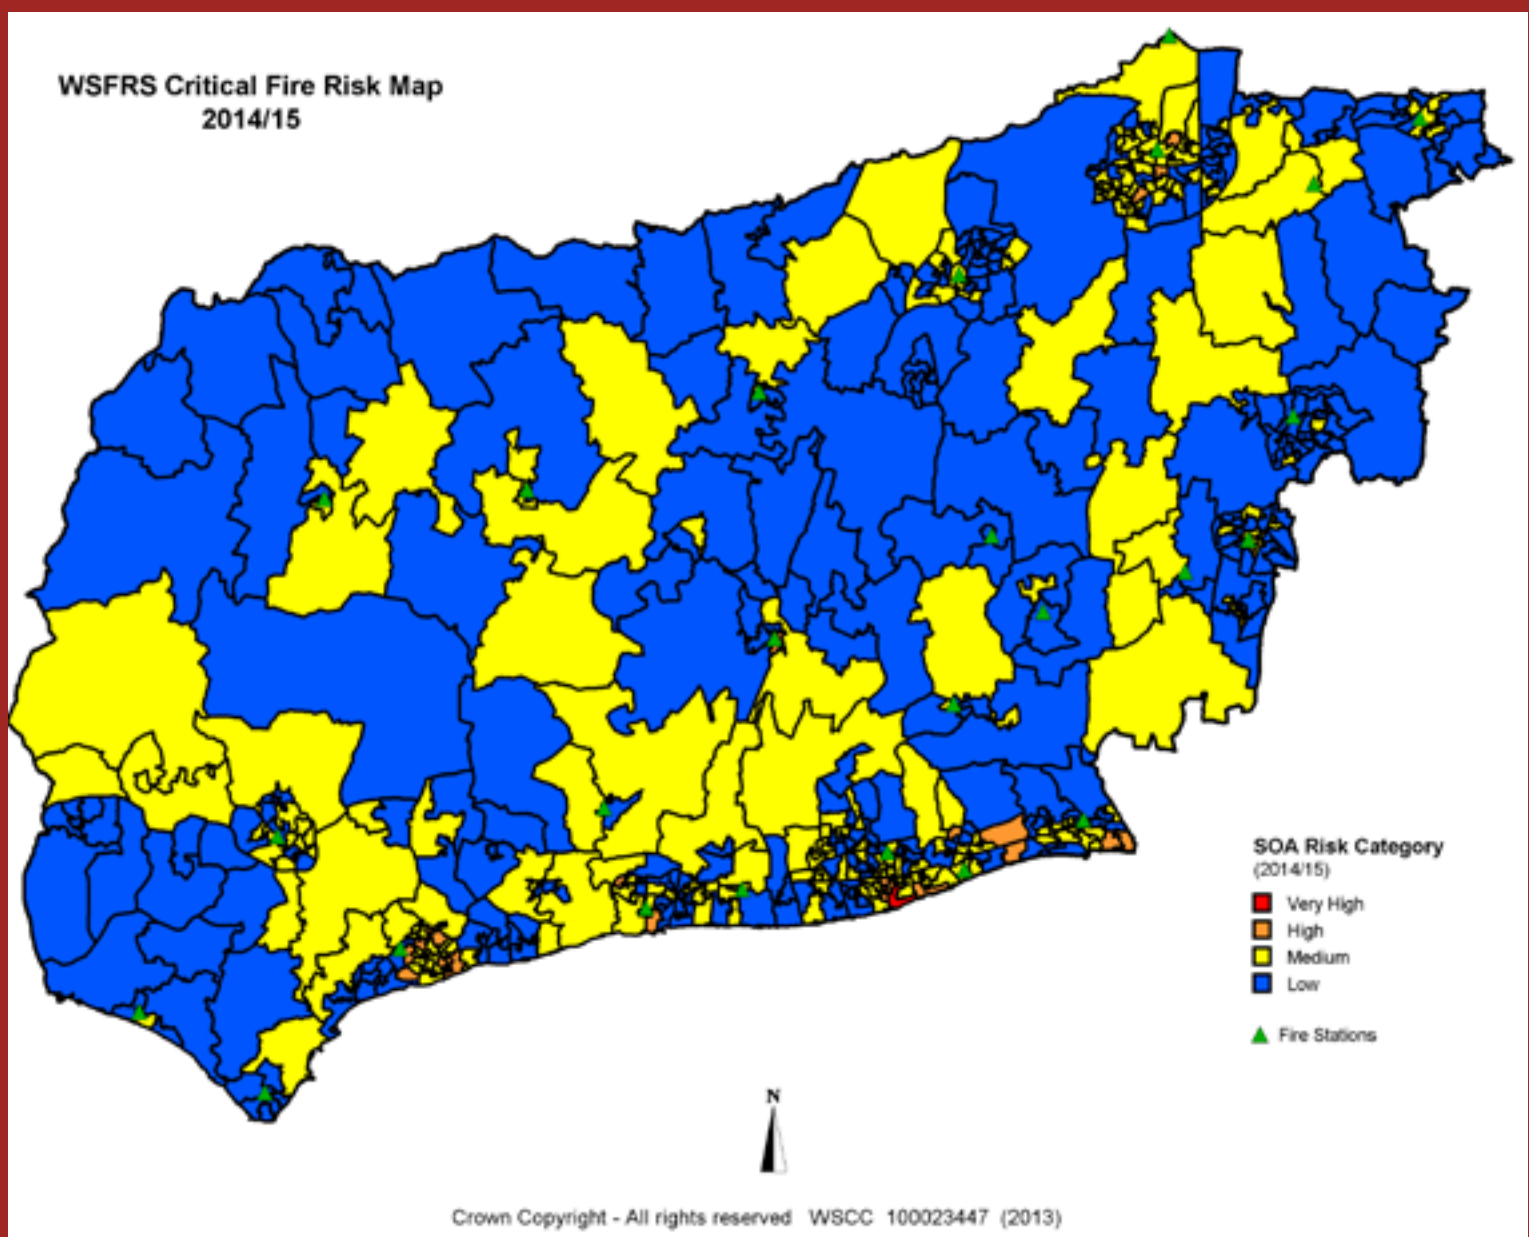 WSFRS Critical Fire Risk Map
2014/15
SOA Risk Category
(2014/15)
Very High
High
Medium
Low
Fire Stations
N
Crown Copyright - All rights reserved WSCC 100023447 (2013)